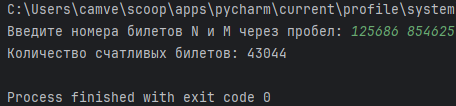 C:\Users\camve\scoop\apps\pycharm\current\profile\system
Введите номера билетов N и M через пробел: 125686 854625
Количество счатливых билетов: 43044
Process finished with exit code 0